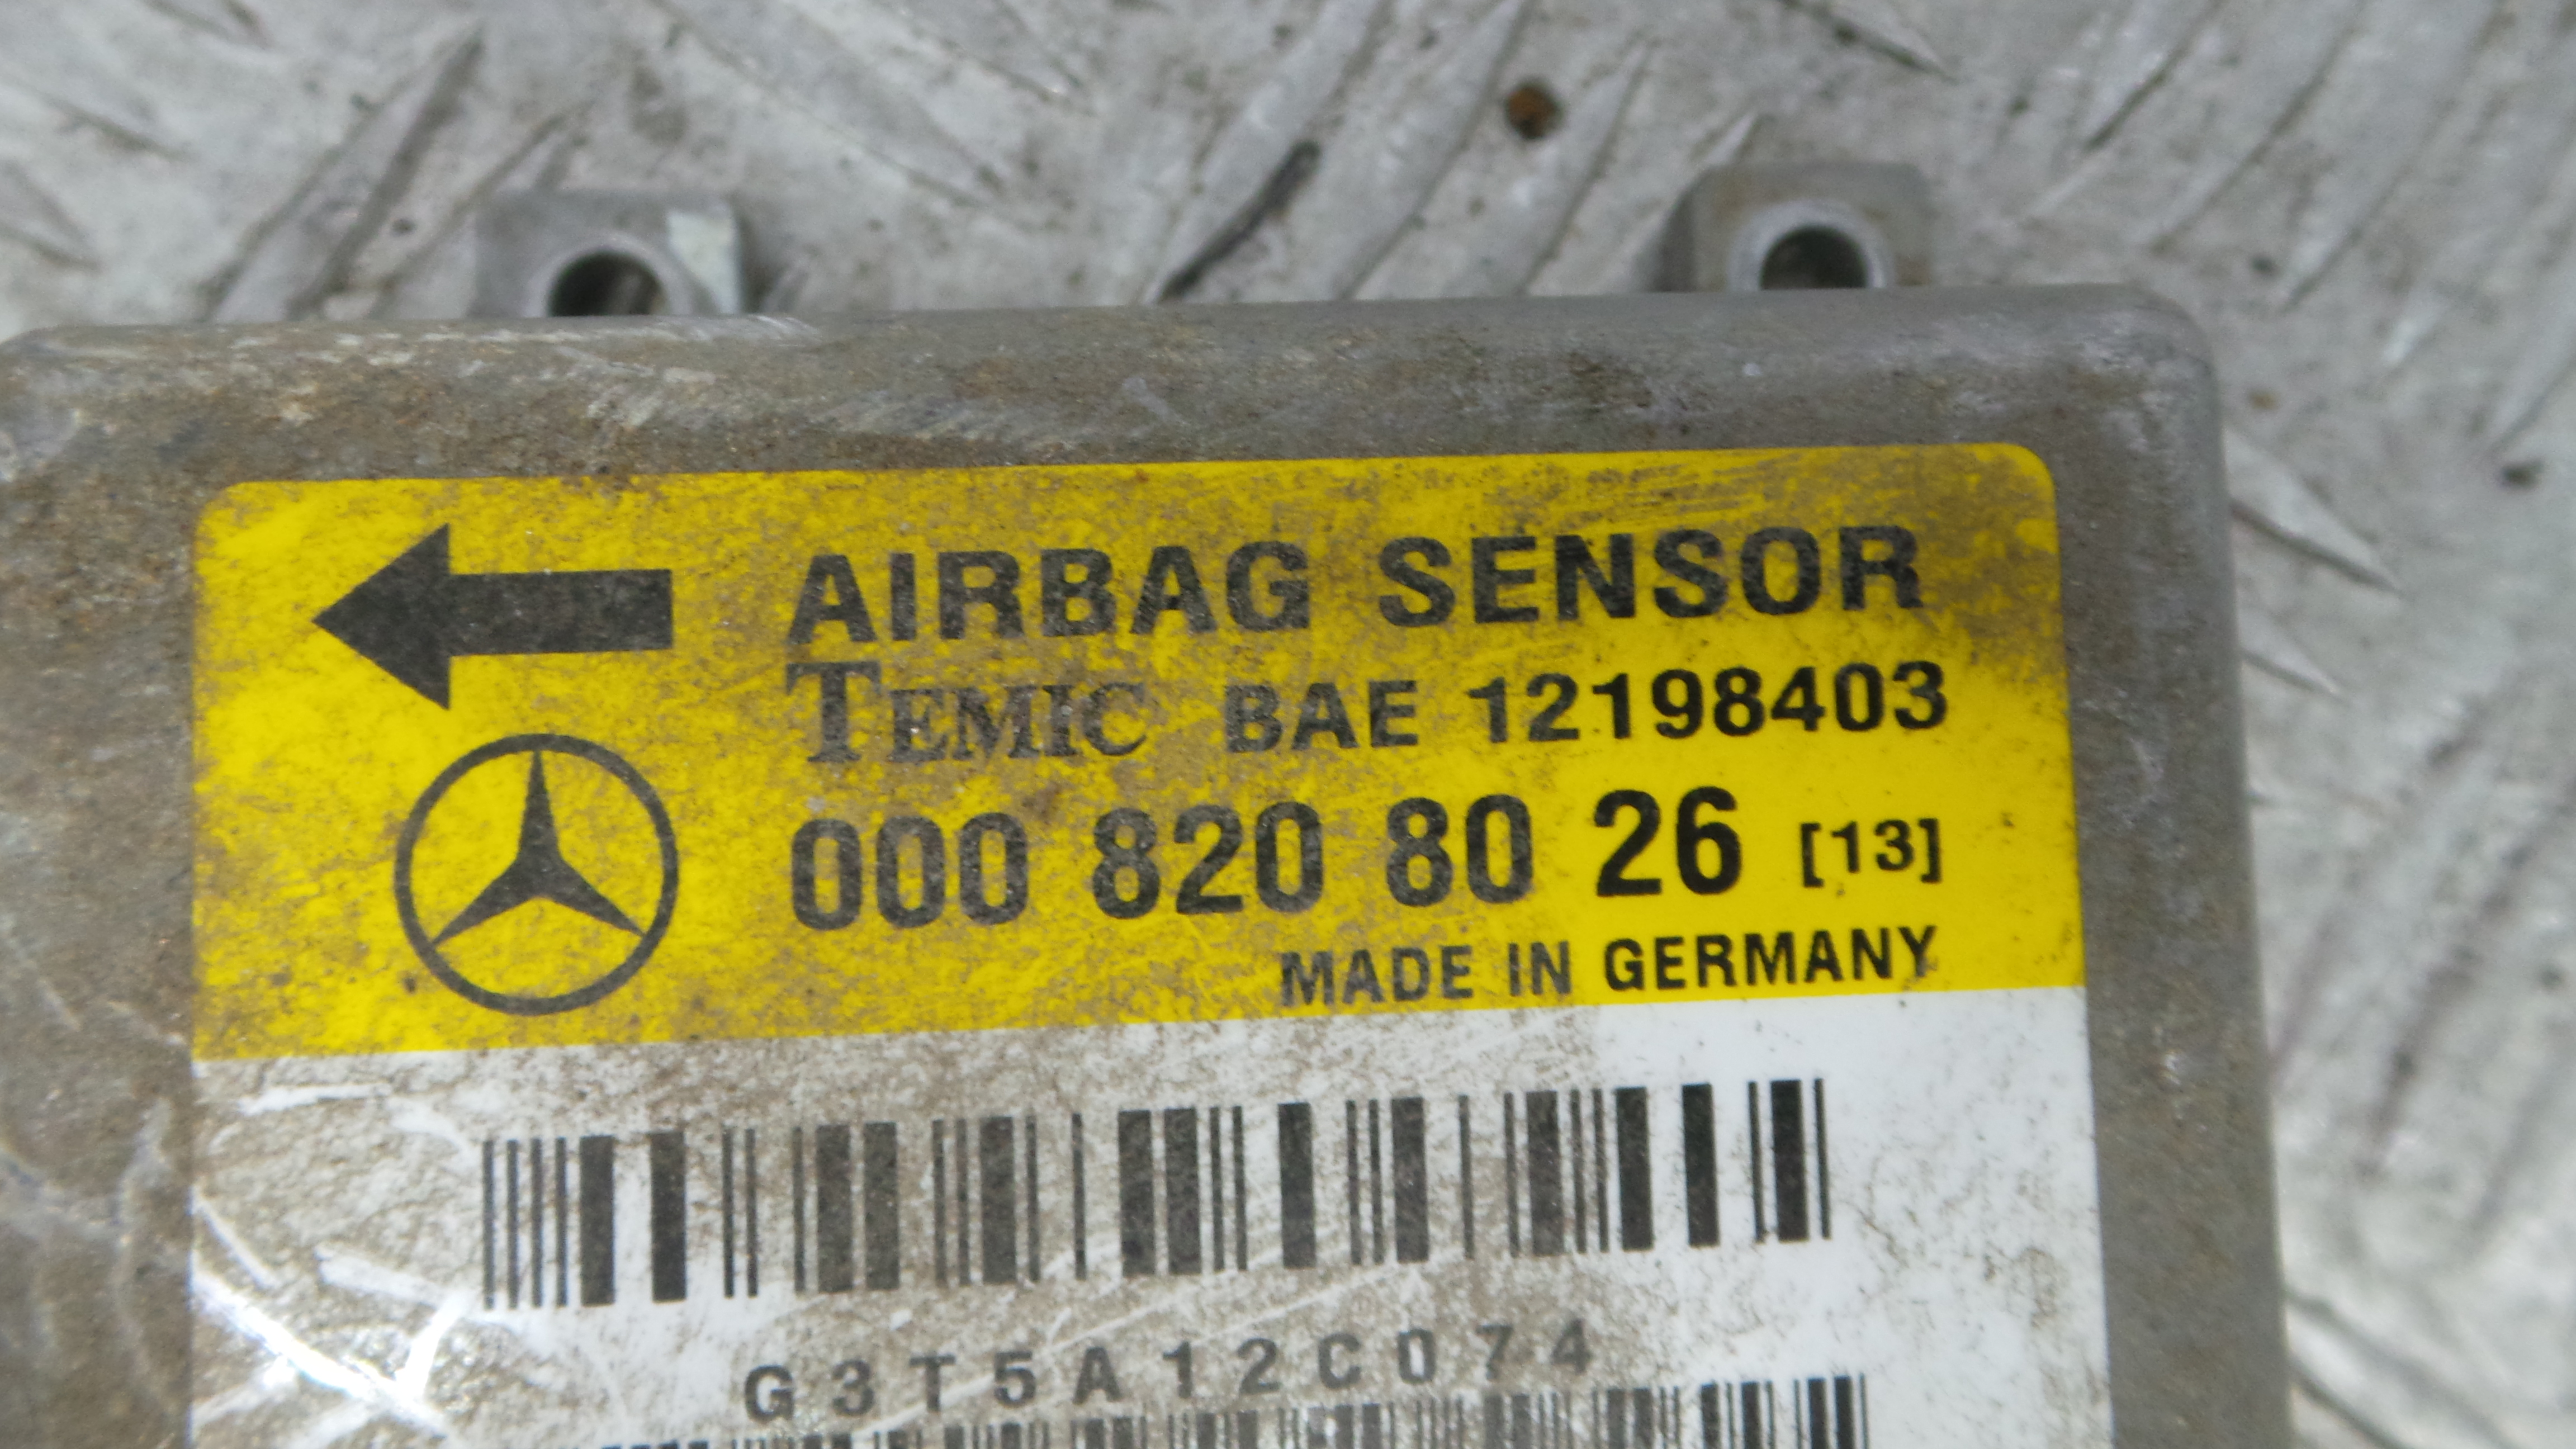 AIRBAG SENSOR
TEMIC BAE 12198403
000 820 80 26 [13]
MADE IN GERMANY
G3T5A12C074